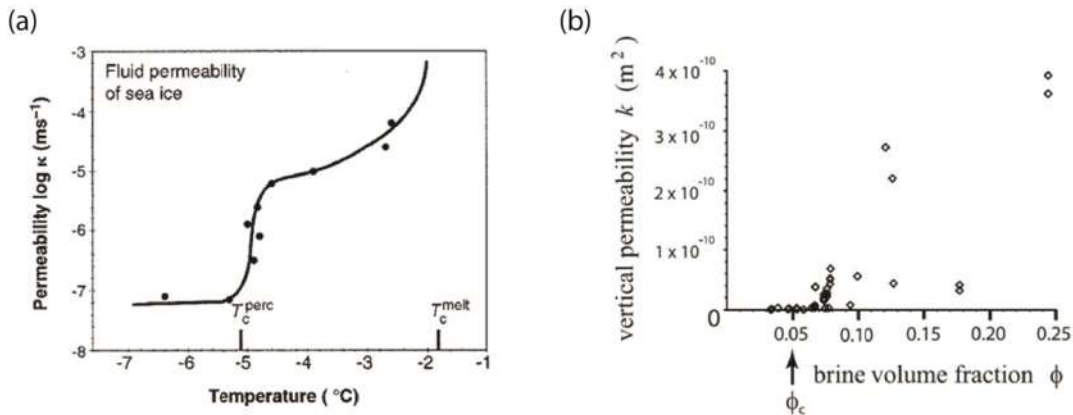 (a)
Permeability log κ (ms⁻¹)
-3
-4
-5
-6
-7
-8
Fluid permeability
of sea ice
T_c^perc
T_c^melt
-7 -6 -5 -4 -3 -2 -1
Temperature ( °C)
(b)
vertical permeability k (m²)
4 x 10⁻¹⁰
3 x 10⁻¹⁰
2 x 10⁻¹⁰
1 x 10⁻¹⁰
0
0.05 0.10 0.15 0.20 0.25
brine volume fraction ϕ
ϕ_c